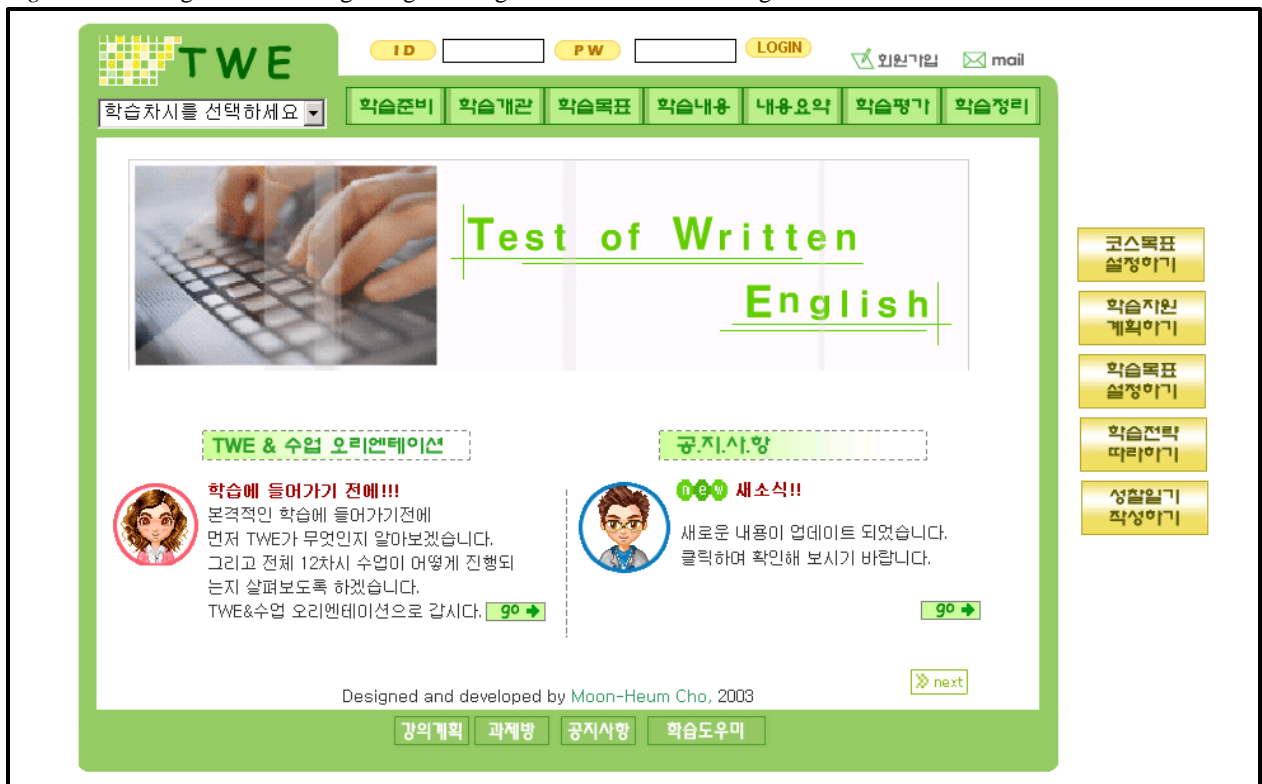 TWE
ID
PW
LOGIN
회원가입
mail
학습차시를 선택하세요
학습준비
학습개관
학습목표
학습내용
내용요약
학습평가
학습정리
Test of Written
English
코스목표
설정하기
학습자원
계획하기
학습목표
설정하기
학습전략
따라하기
성찰일기
작성하기
TWE & 수업 오리엔테이션
학습에 들어가기 전에!!!
본격적인 학습에 들어가기전에
먼저 TWE가 무엇인지 알아보겠습니다.
그리고 전체 12차시 수업이 어떻게 진행되
는지 살펴보도록 하겠습니다.
TWE&수업 오리엔테이션으로 갑시다. go
공.지.사.항
new 새소식!!
새로운 내용이 업데이트 되었습니다.
클릭하여 확인해 보시기 바랍니다.
go
next
Designed and developed by Moon-Heum Cho, 2003
강의계획
과제방
공지사항
학습도우미